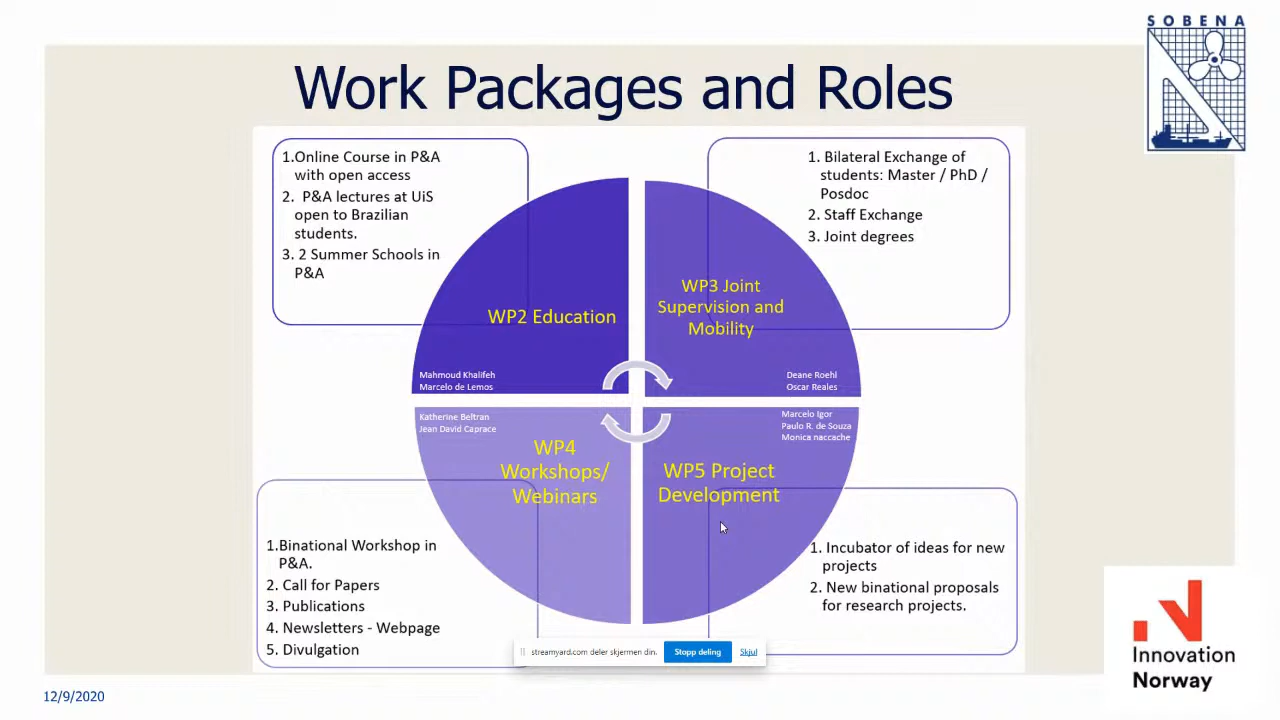 SOBENA
Work Packages and Roles
1.Online Course in P&A
with open access
2. P&A lectures at UiS
open to Brazilian
students.
3. 2 Summer Schools in
P&A
1. Bilateral Exchange of
students: Master / PhD /
Posdoc
2. Staff Exchange
3. Joint degrees
WP2 Education
Mahmoud Khalifeh
Marcelo de Lemos
WP3 Joint
Supervision and
Mobility
Deane Roehl
Oscar Reales
Katherine Beltran
Jean David Caprace
WP4
Workshops/
Webinars
Marcelo Igor
Paulo R. de Souza
Monica naccache
WP5 Project
Development
1.Binational Workshop in
P&A.
2. Call for Papers
3. Publications
4. Newsletters - Webpage
5. Divulgation
1. Incubator of ideas for new
projects
2. New binational proposals
for research projects.
streamyard.com deler skjermen din.
Stopp deling
Skjul
Innovation
Norway
12/9/2020